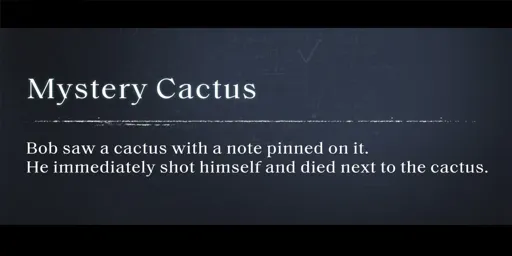 Mystery Cactus
Bob saw a cactus with a note pinned on it.
He immediately shot himself and died next to the cactus.